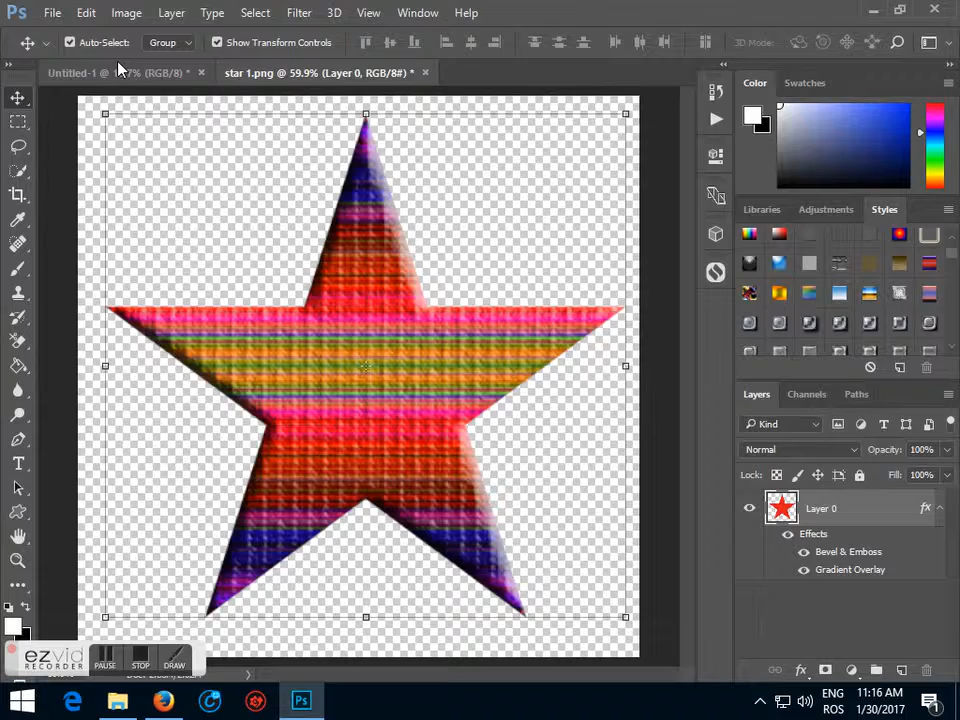 Ps File Edit Image Layer Type Select Filter 3D View Window Help
Auto-Select: Group Show Transform Controls 3D Mode:
Untitled-1 @ 7% (RGB/8) * × star 1.png @ 59.9% (Layer 0, RGB/8#) * ×
Color Swatches
Libraries Adjustments Styles
Layers Channels Paths
Kind
Normal Opacity: 100%
Lock: Fill: 100%
Layer 0 fx
Effects
Bevel & Emboss
Gradient Overlay
ezvid
RECORDER
PAUSE STOP DRAW
fx
Ps
ENG
ROS
11:16 AM
1/30/2017
1